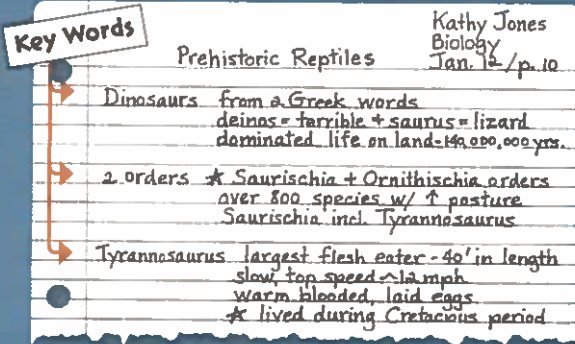 Key Words
Kathy Jones
Biology
Prehistoric Reptiles Jan. 12/p. 10
Dinosaurs from 2 Greek words
deinos = terrible + saurus = lizard
dominated life on land-140,000,000 yrs.
2 orders ★ Saurischia + Ornithischia orders
over 800 species w/ ↑ posture
Saurischia incl. Tyrannosaurus
Tyrannosaurus largest flesh eater - 40' in length
slow, top speed ~12 mph
warm blooded, laid eggs
★ lived during Cretacious period